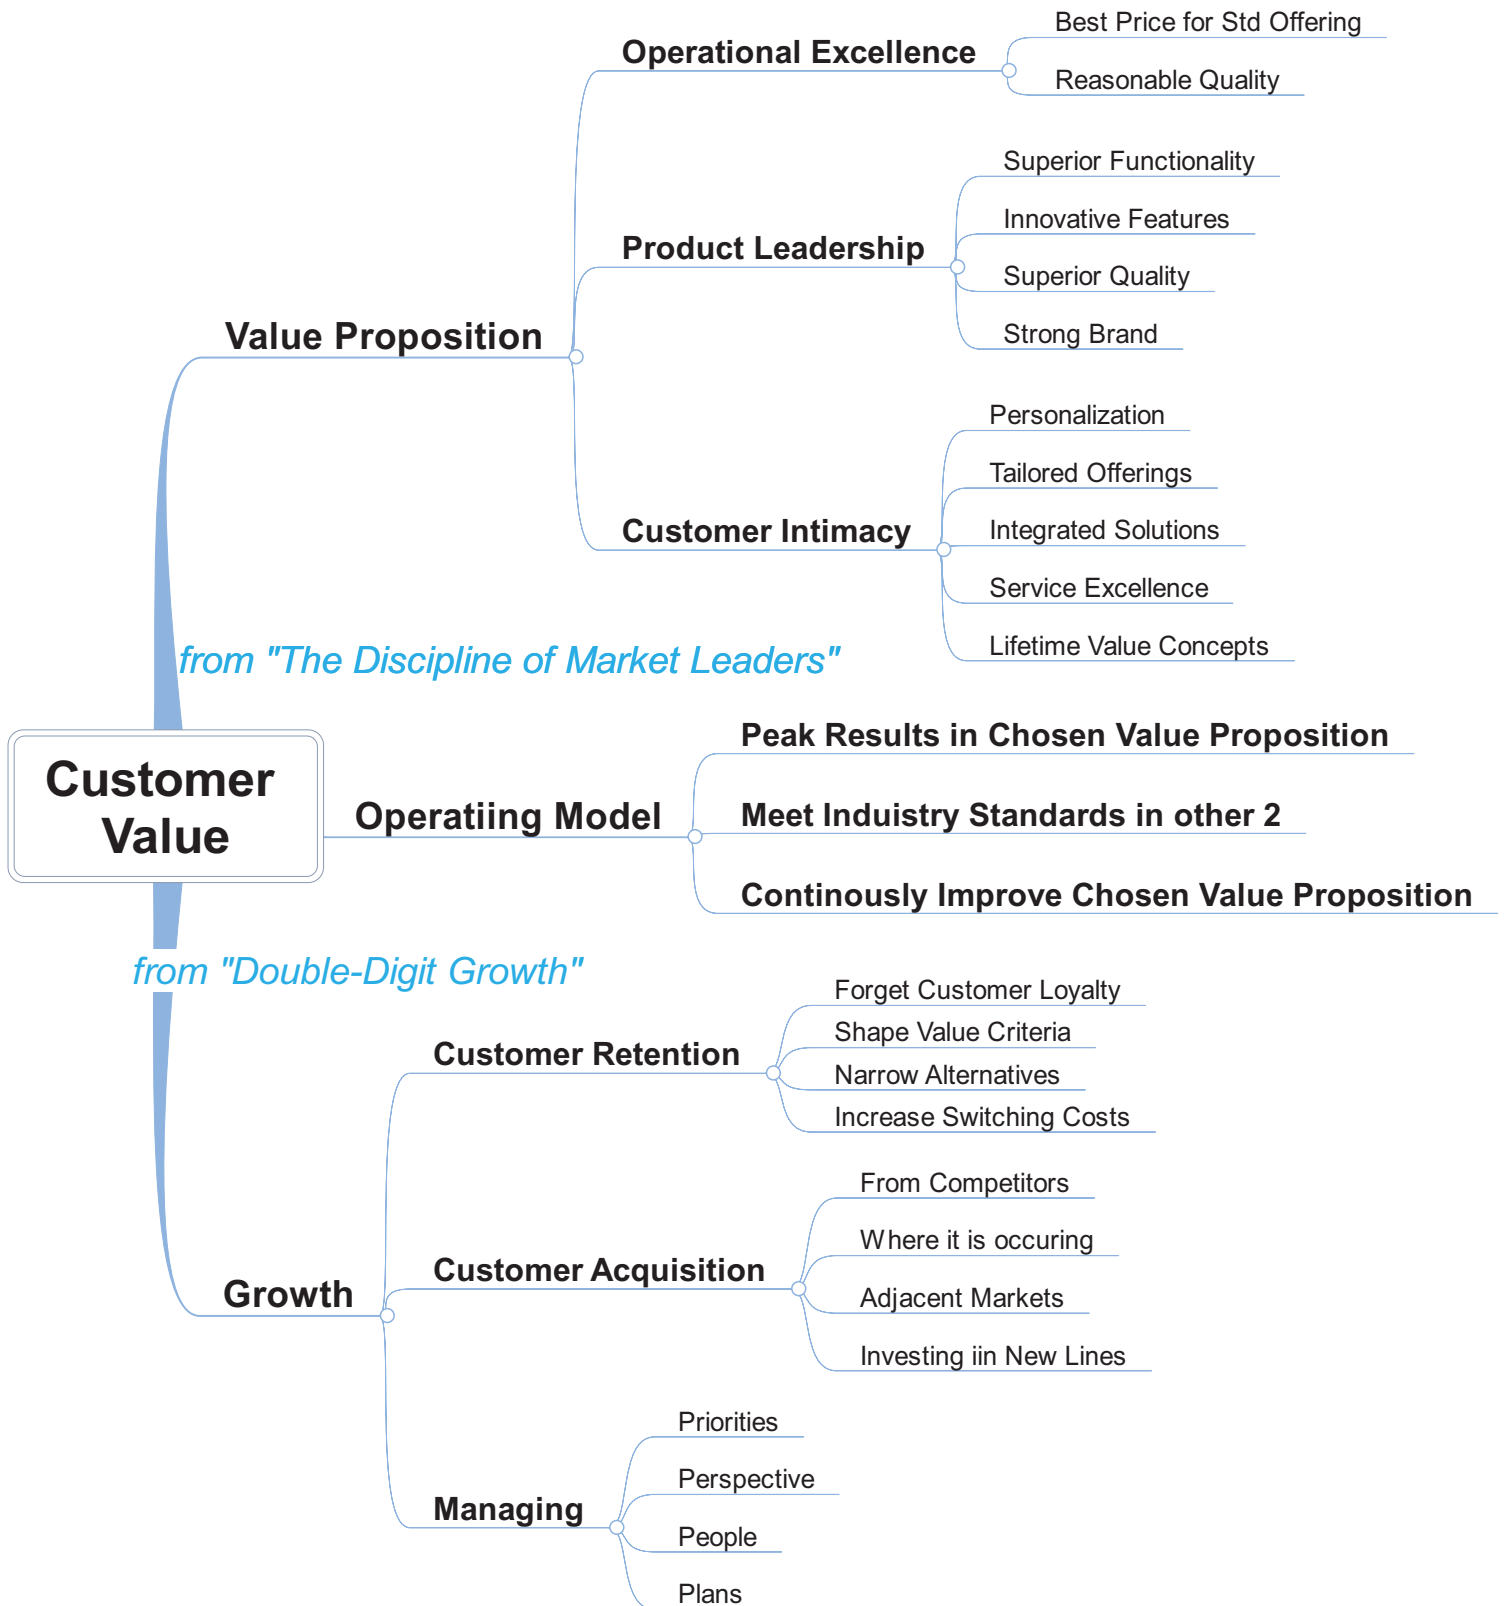 Operational Excellence
Best Price for Std Offering
Reasonable Quality
Product Leadership
Superior Functionality
Innovative Features
Superior Quality
Strong Brand
Value Proposition
Customer Intimacy
Personalization
Tailored Offerings
Integrated Solutions
Service Excellence
Lifetime Value Concepts
from "The Discipline of Market Leaders"
Customer
Value
Operatiing Model
Peak Results in Chosen Value Proposition
Meet Induistry Standards in other 2
Continously Improve Chosen Value Proposition
from "Double-Digit Growth"
Customer Retention
Forget Customer Loyalty
Shape Value Criteria
Narrow Alternatives
Increase Switching Costs
Growth
Customer Acquisition
From Competitors
Where it is occuring
Adjacent Markets
Investing iin New Lines
Managing
Priorities
Perspective
People
Plans